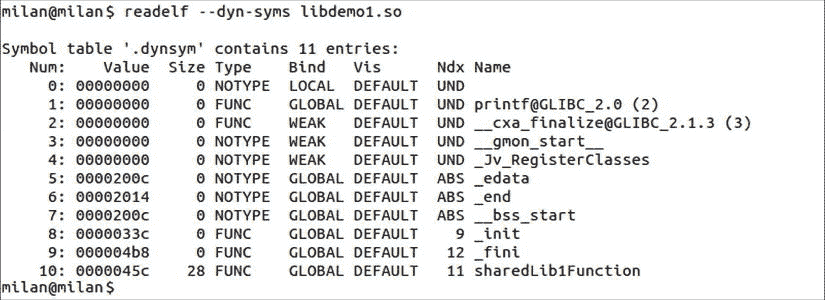 milan@milan$ readelf --dyn-syms libdemo1.so

Symbol table '.dynsym' contains 11 entries:
   Num:    Value  Size Type    Bind   Vis      Ndx Name
     0: 00000000     0 NOTYPE  LOCAL  DEFAULT  UND
     1: 00000000     0 FUNC    GLOBAL DEFAULT  UND printf@GLIBC_2.0 (2)
     2: 00000000     0 FUNC    WEAK   DEFAULT  UND __cxa_finalize@GLIBC_2.1.3 (3)
     3: 00000000     0 NOTYPE  WEAK   DEFAULT  UND __gmon_start__
     4: 00000000     0 NOTYPE  WEAK   DEFAULT  UND _Jv_RegisterClasses
     5: 0000200c     0 NOTYPE  GLOBAL DEFAULT  ABS _edata
     6: 00002014     0 NOTYPE  GLOBAL DEFAULT  ABS _end
     7: 0000200c     0 NOTYPE  GLOBAL DEFAULT  ABS __bss_start
     8: 0000033c     0 FUNC    GLOBAL DEFAULT    9 _init
     9: 000004b8     0 FUNC    GLOBAL DEFAULT   12 _fini
    10: 0000045c    28 FUNC    GLOBAL DEFAULT   11 sharedLib1Function
milan@milan$